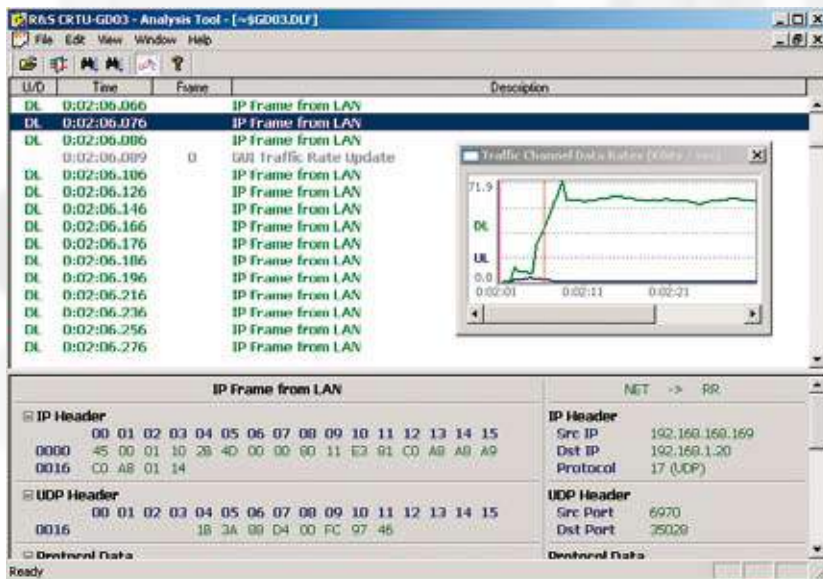 R&S CRTU-GD03 - Analysis Tool - [~$GD03.DLF]
File Edit View Window Help
U/D Time Frame Description
DL 0:02:06.066 IP Frame from LAN
DL 0:02:06.076 IP Frame from LAN
DL 0:02:06.086 IP Frame from LAN
0:02:06.089 0 GUI Traffic Rate Update
DL 0:02:06.106 IP Frame from LAN
DL 0:02:06.126 IP Frame from LAN
DL 0:02:06.146 IP Frame from LAN
DL 0:02:06.166 IP Frame from LAN
DL 0:02:06.176 IP Frame from LAN
DL 0:02:06.186 IP Frame from LAN
DL 0:02:06.196 IP Frame from LAN
DL 0:02:06.216 IP Frame from LAN
DL 0:02:06.236 IP Frame from LAN
DL 0:02:06.256 IP Frame from LAN
DL 0:02:06.276 IP Frame from LAN
Traffic Channel Data Rates
71.9
DL
UL
0.0
0:02:01 0:02:11 0:02:21
IP Frame from LAN NET -> RR
IP Header
00 01 02 03 04 05 06 07 08 09 10 11 12 13 14 15
0000 45 00 01 10 2B 4D 00 00 80 11 E3 81 C0 A8 A8 A9
0016 C0 A8 01 14
IP Header
Src IP 192.168.168.169
Dst IP 192.168.1.20
Protocol 17 (UDP)
UDP Header
00 01 02 03 04 05 06 07 08 09 10 11 12 13 14 15
0016 1B 3A 88 D4 00 FC 97 46
UDP Header
Src Port 6970
Dst Port 35028
Protocol Data
Protocol Data
Ready